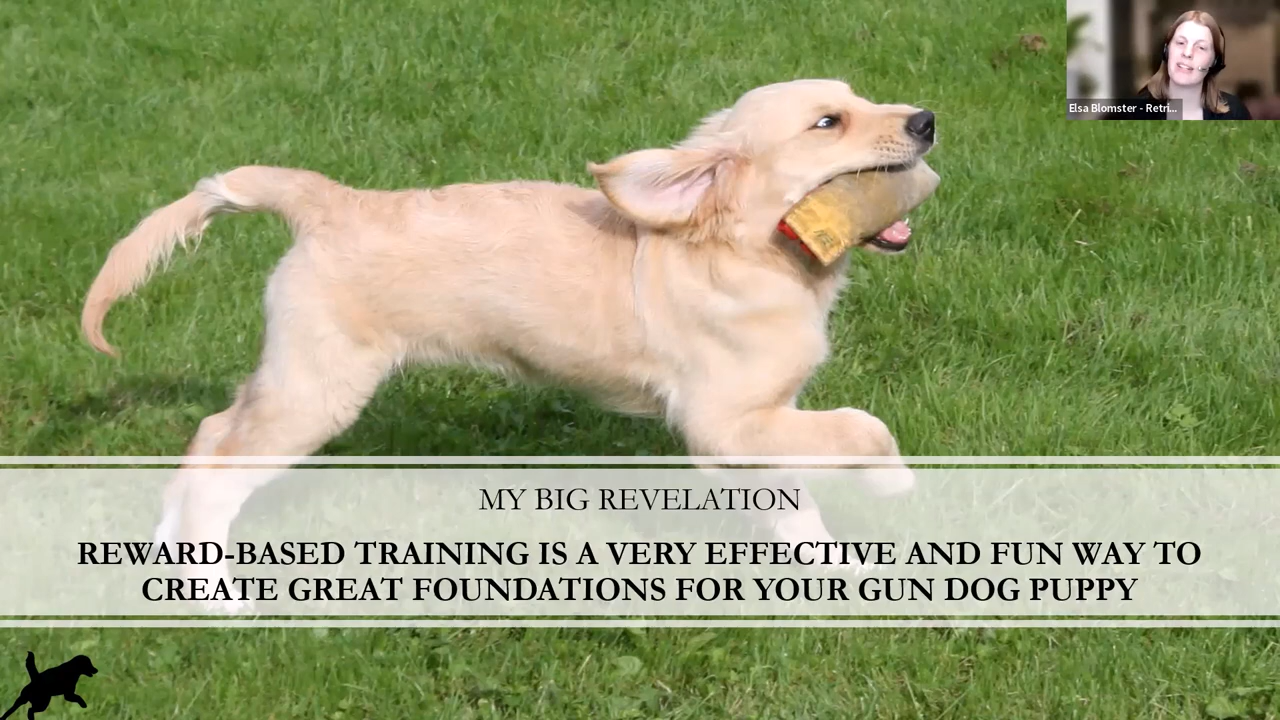 Elsa Blomster - Retri...
MY BIG REVELATION
REWARD-BASED TRAINING IS A VERY EFFECTIVE AND FUN WAY TO
CREATE GREAT FOUNDATIONS FOR YOUR GUN DOG PUPPY